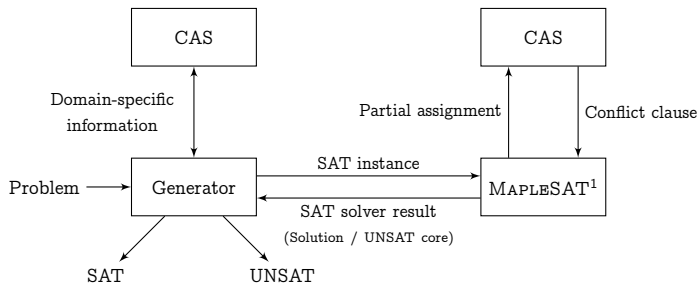 CAS
CAS
Domain-specific
information
Partial assignment
Conflict clause
Problem
Generator
SAT instance
MAPLESAT¹
SAT solver result
(Solution / UNSAT core)
SAT
UNSAT